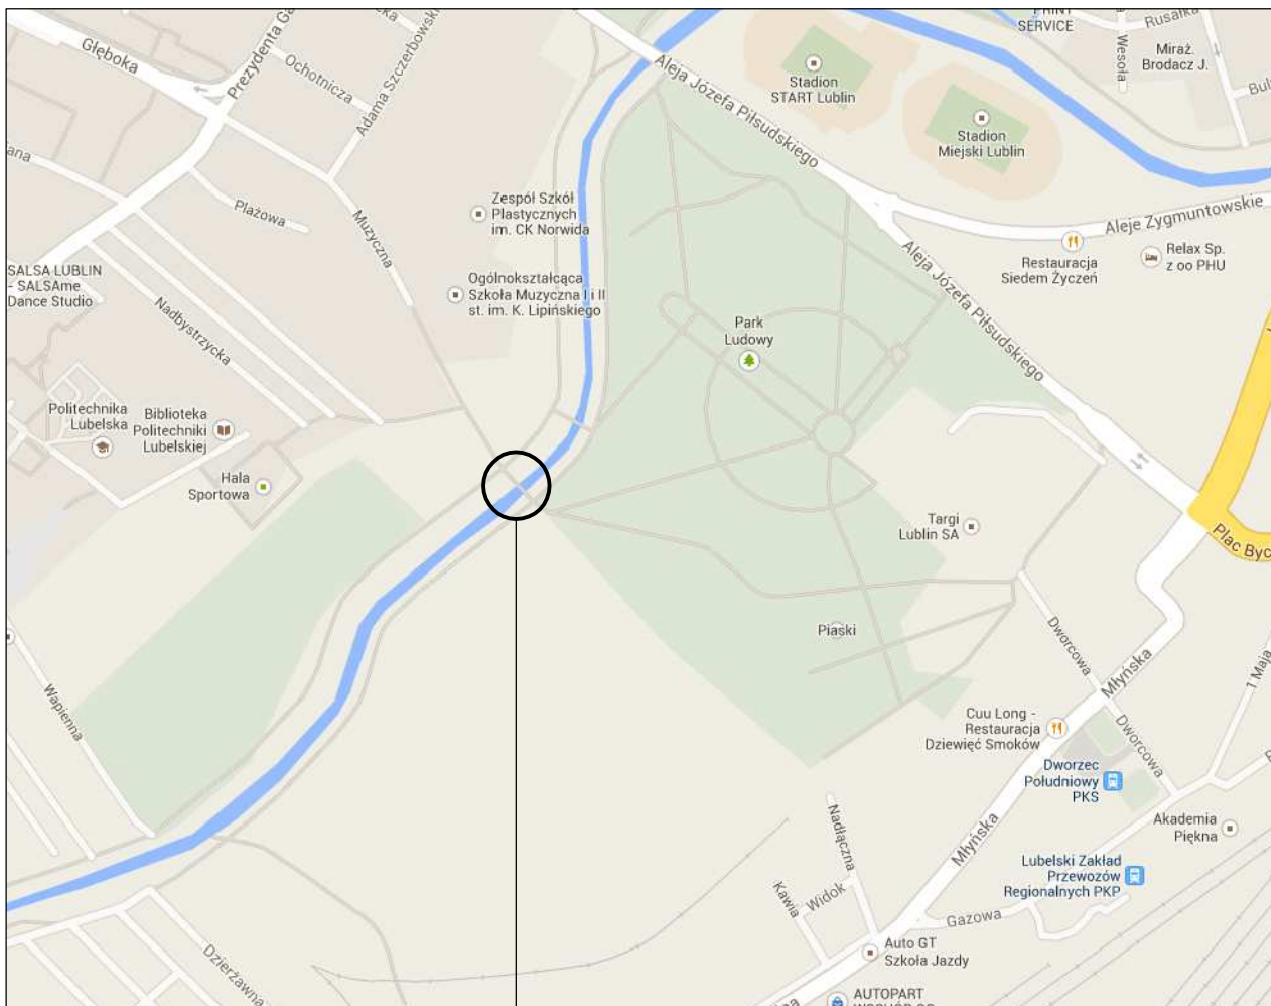 Głęboka
Prezydenta Ga
Ochotnicza
Adama Szczerbowski
PRINT
SERVICE
Rusałka
Wesoła
Miraż.
Brodacz J.
Bul
Aleja Józefa Piłsudskiego
Stadion
START Lublin
Stadion
Miejski Lublin
ana
Plażowa
Muzyczna
Zespół Szkół
Plastycznych
im. CK Norwida
Aleje Zygmuntowskie
Restauracja
Siedem Życzeń
Relax Sp.
z oo PHU
Aleja Józefa Piłsudskiego
SALSA LUBLIN
- SALSAme
Dance Studio
Nadbystrzycka
Ogólnokształcąca
Szkoła Muzyczna I i II
st. im. K. Lipińskiego
Park
Ludowy
Politechnika
Lubelska
Biblioteka
Politechniki
Lubelskiej
Hala
Sportowa
Targi
Lublin SA
Plac Byc
Piaski
Dworcowa
Młyńska
1 Maja
Wapienna
Cuu Long -
Restauracja
Dziewięć Smoków
Dworcowa
Dworzec
Południowy
PKS
Akademia
Piękna
Nadłączna
Młyńska
Lubelski Zakład
Przewozów
Regionalnych PKP
Kawia
Widok
Gazowa
Dzierżawna
Auto GT
Szkoła Jazdy
na
AUTOPART